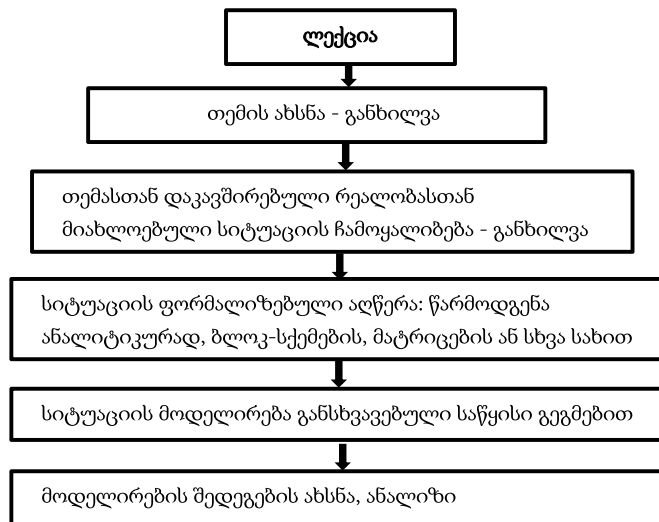 ლექცია
თემის ახსნა - განხილვა
თემასთან დაკავშირებული რეალობასთან
მიახლოებული სიტუაციის ჩამოყალიბება - განხილვა
სიტუაციის ფორმალიზებული აღწერა: წარმოდგენა
ანალიტიკურად, ბლოკ-სქემების, მატრიცების ან სხვა სახით
სიტუაციის მოდელირება განსხვავებული საწყისი გეგმებით
მოდელირების შედეგების ახსნა, ანალიზი